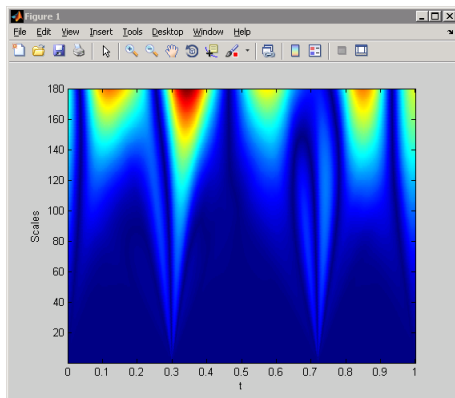 Figure 1
File Edit View Insert Tools Desktop Window Help
180
160
140
120
100
80
60
40
20
Scales
0 0.1 0.2 0.3 0.4 0.5 0.6 0.7 0.8 0.9 1
t